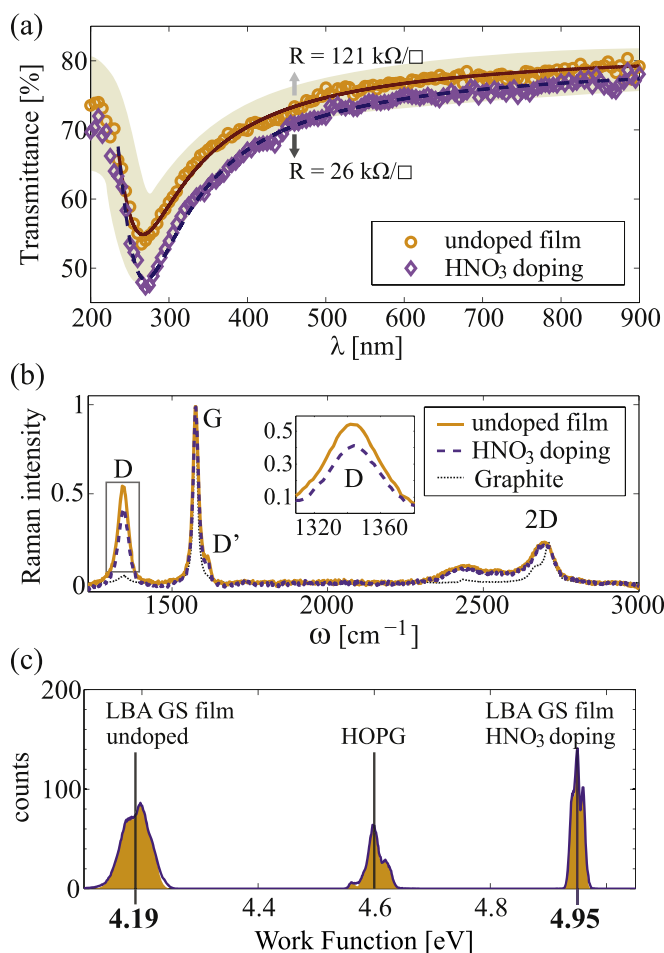 (a)
Transmittance [%]
80
70
60
50
R = 121 kΩ/□
R = 26 kΩ/□
undoped film
HNO₃ doping
200 300 400 500 600 700 800 900
λ [nm]
(b)
Raman intensity
1
0.5
0
D
G
D'
2D
0.5
0.3
0.1
D
1320 1360
undoped film
HNO₃ doping
Graphite
1500 2000 2500 3000
ω [cm⁻¹]
(c)
counts
200
100
0
LBA GS film
undoped
HOPG
LBA GS film
HNO₃ doping
4.19 4.4 4.6 4.8 4.95
Work Function [eV]